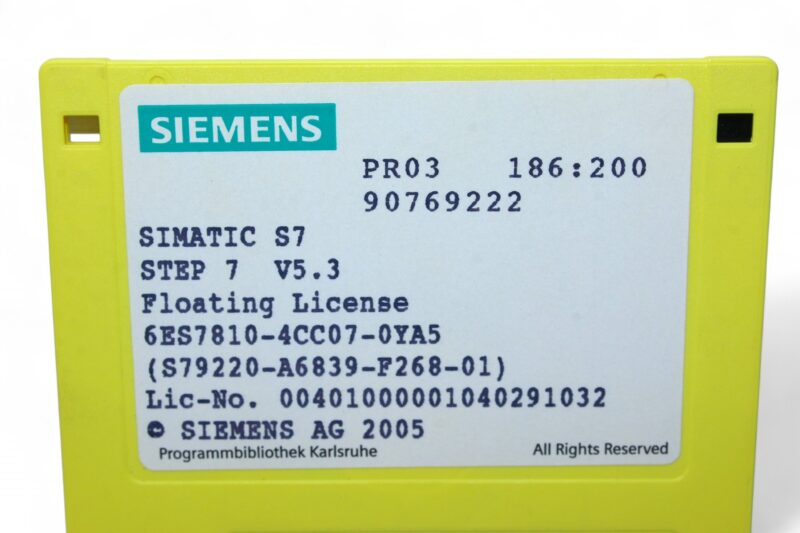 SIEMENS
PR03 186:200
90769222
SIMATIC S7
STEP 7 V5.3
Floating License
6ES7810-4CC07-0YA5
(S79220-A6839-F268-01)
Lic-No. 00401000001040291032
© SIEMENS AG 2005
Programmbibliothek Karlsruhe All Rights Reserved